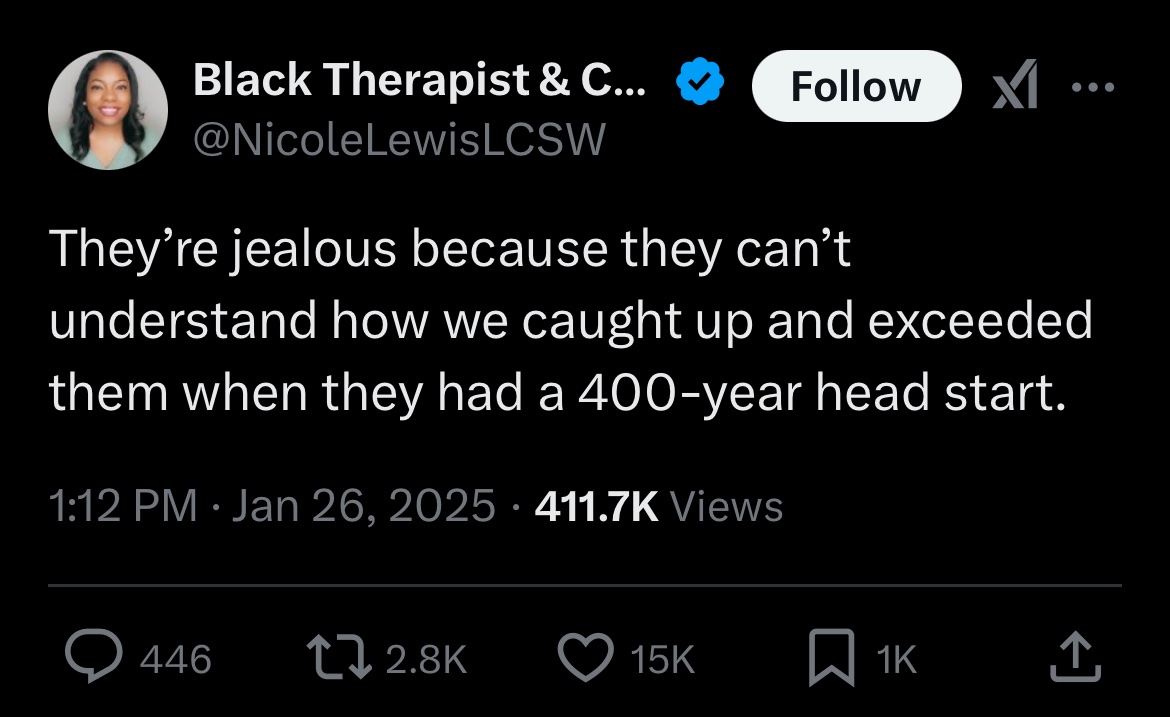 Black Therapist & C...
Follow
@NicoleLewisLCSW
They’re jealous because they can’t
understand how we caught up and exceeded
them when they had a 400-year head start.
1:12 PM · Jan 26, 2025 · 411.7K Views
446 2.8K 15K 1K